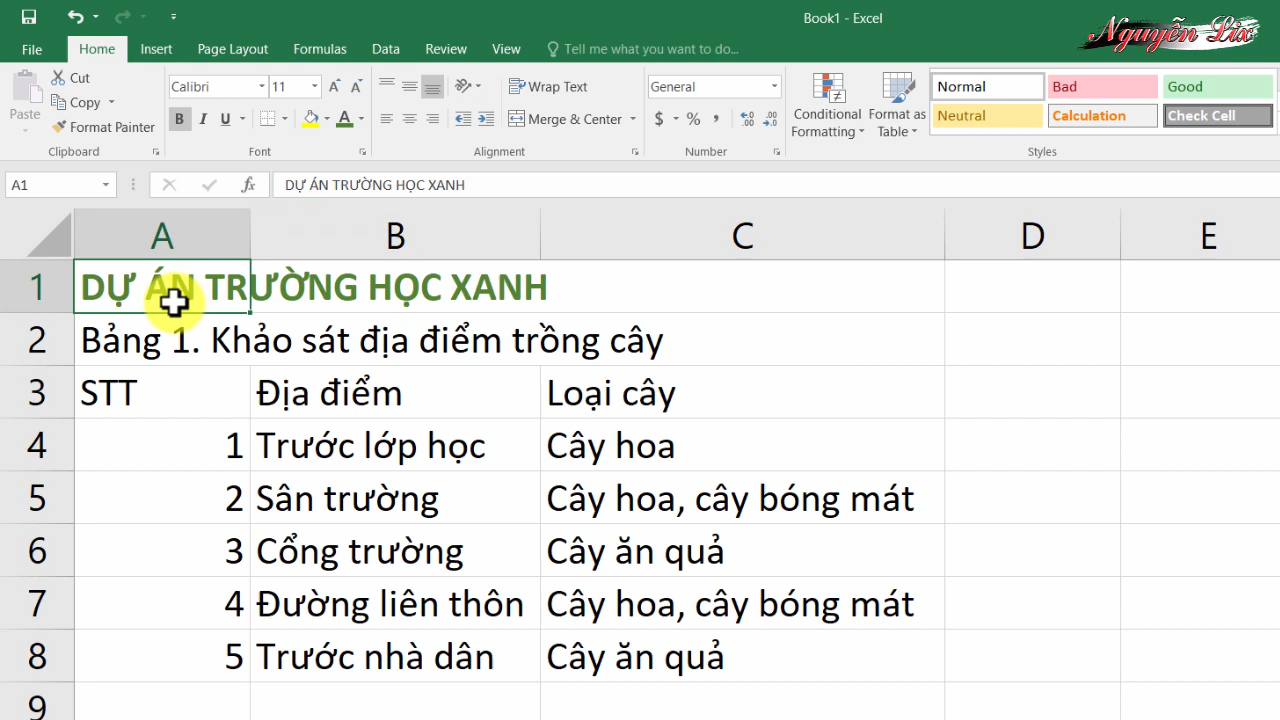 Book1 - Excel
Nguyễn Lix
File Home Insert Page Layout Formulas Data Review View Tell me what you want to do...
Paste
Cut
Copy
Format Painter
Clipboard
Calibri 11
B I U
Font
Wrap Text
Merge & Center
Alignment
General
$ % ,
Number
Conditional Formatting
Format as Table
Normal Bad Good
Neutral Calculation Check Cell
Styles
A1 fx DỰ ÁN TRƯỜNG HỌC XANH
A B C D E
1 DỰ ÁN TRƯỜNG HỌC XANH
2 Bảng 1. Khảo sát địa điểm trồng cây
3 STT Địa điểm Loại cây
4 1 Trước lớp học Cây hoa
5 2 Sân trường Cây hoa, cây bóng mát
6 3 Cổng trường Cây ăn quả
7 4 Đường liên thôn Cây hoa, cây bóng mát
8 5 Trước nhà dân Cây ăn quả
9